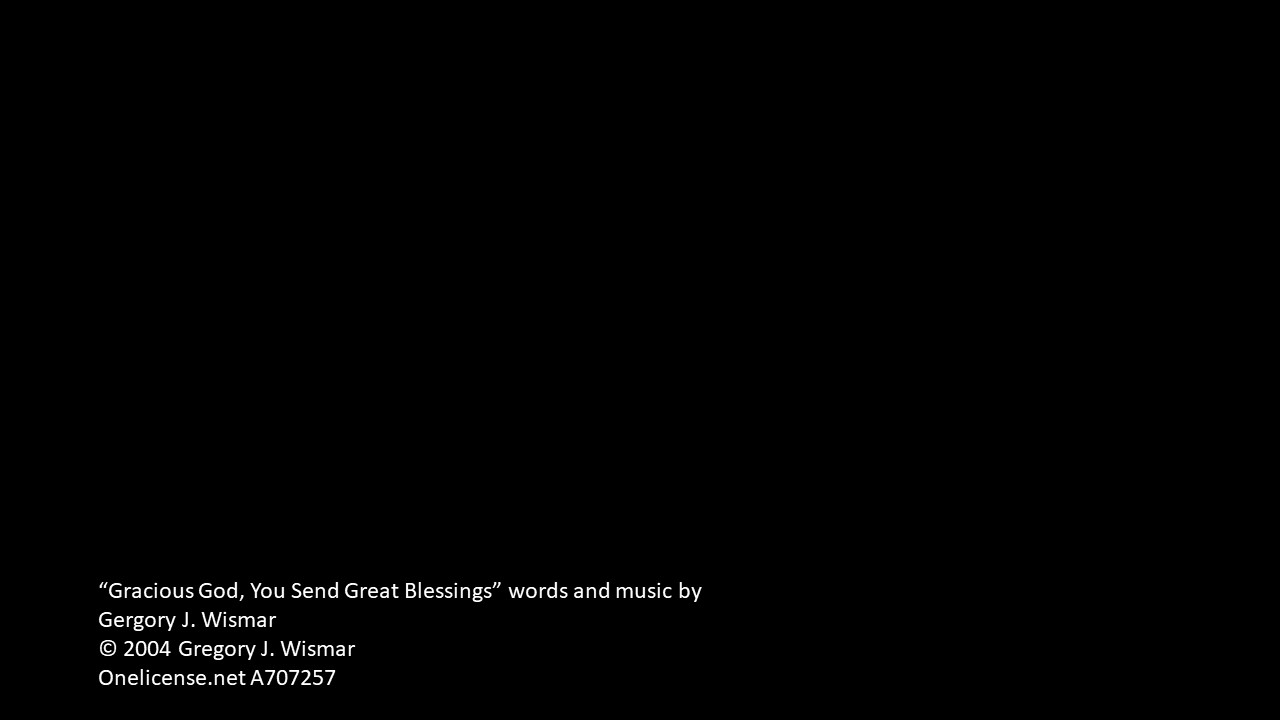 “Gracious God, You Send Great Blessings” words and music by
Gergory J. Wismar
© 2004 Gregory J. Wismar
Onelicense.net A707257